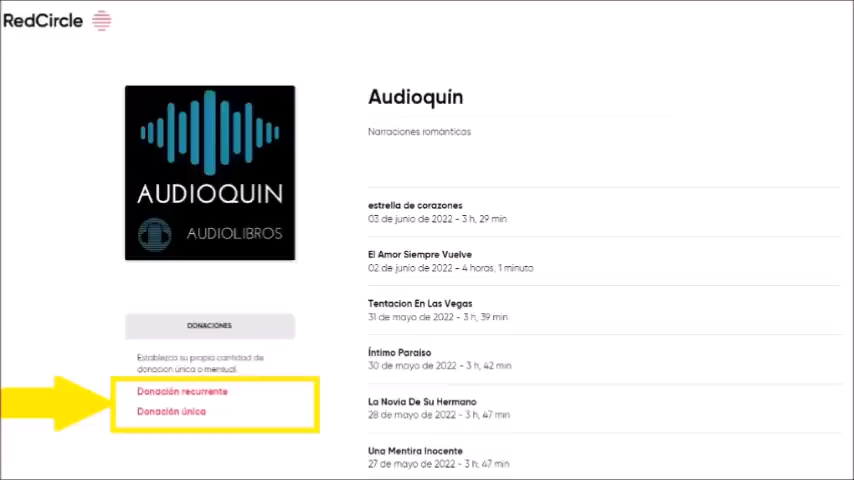 RedCircle
AUDIOQUIN
AUDIOLIBROS
DONACIONES
Establezca su propia cantidad de
donación única o mensual.
Donación recurrente
Donación única
Audioquín
Narraciones románticas
estrella de corazones
03 de junio de 2022 - 3 h, 29 min
El Amor Siempre Vuelve
02 de junio de 2022 - 4 horas, 1 minuto
Tentacion En Las Vegas
31 de mayo de 2022 - 3 h, 39 min
Íntimo Paraíso
30 de mayo de 2022 - 3 h, 42 min
La Novia De Su Hermano
28 de mayo de 2022 - 3 h, 47 min
Una Mentira Inocente
27 de mayo de 2022 - 3 h, 47 min